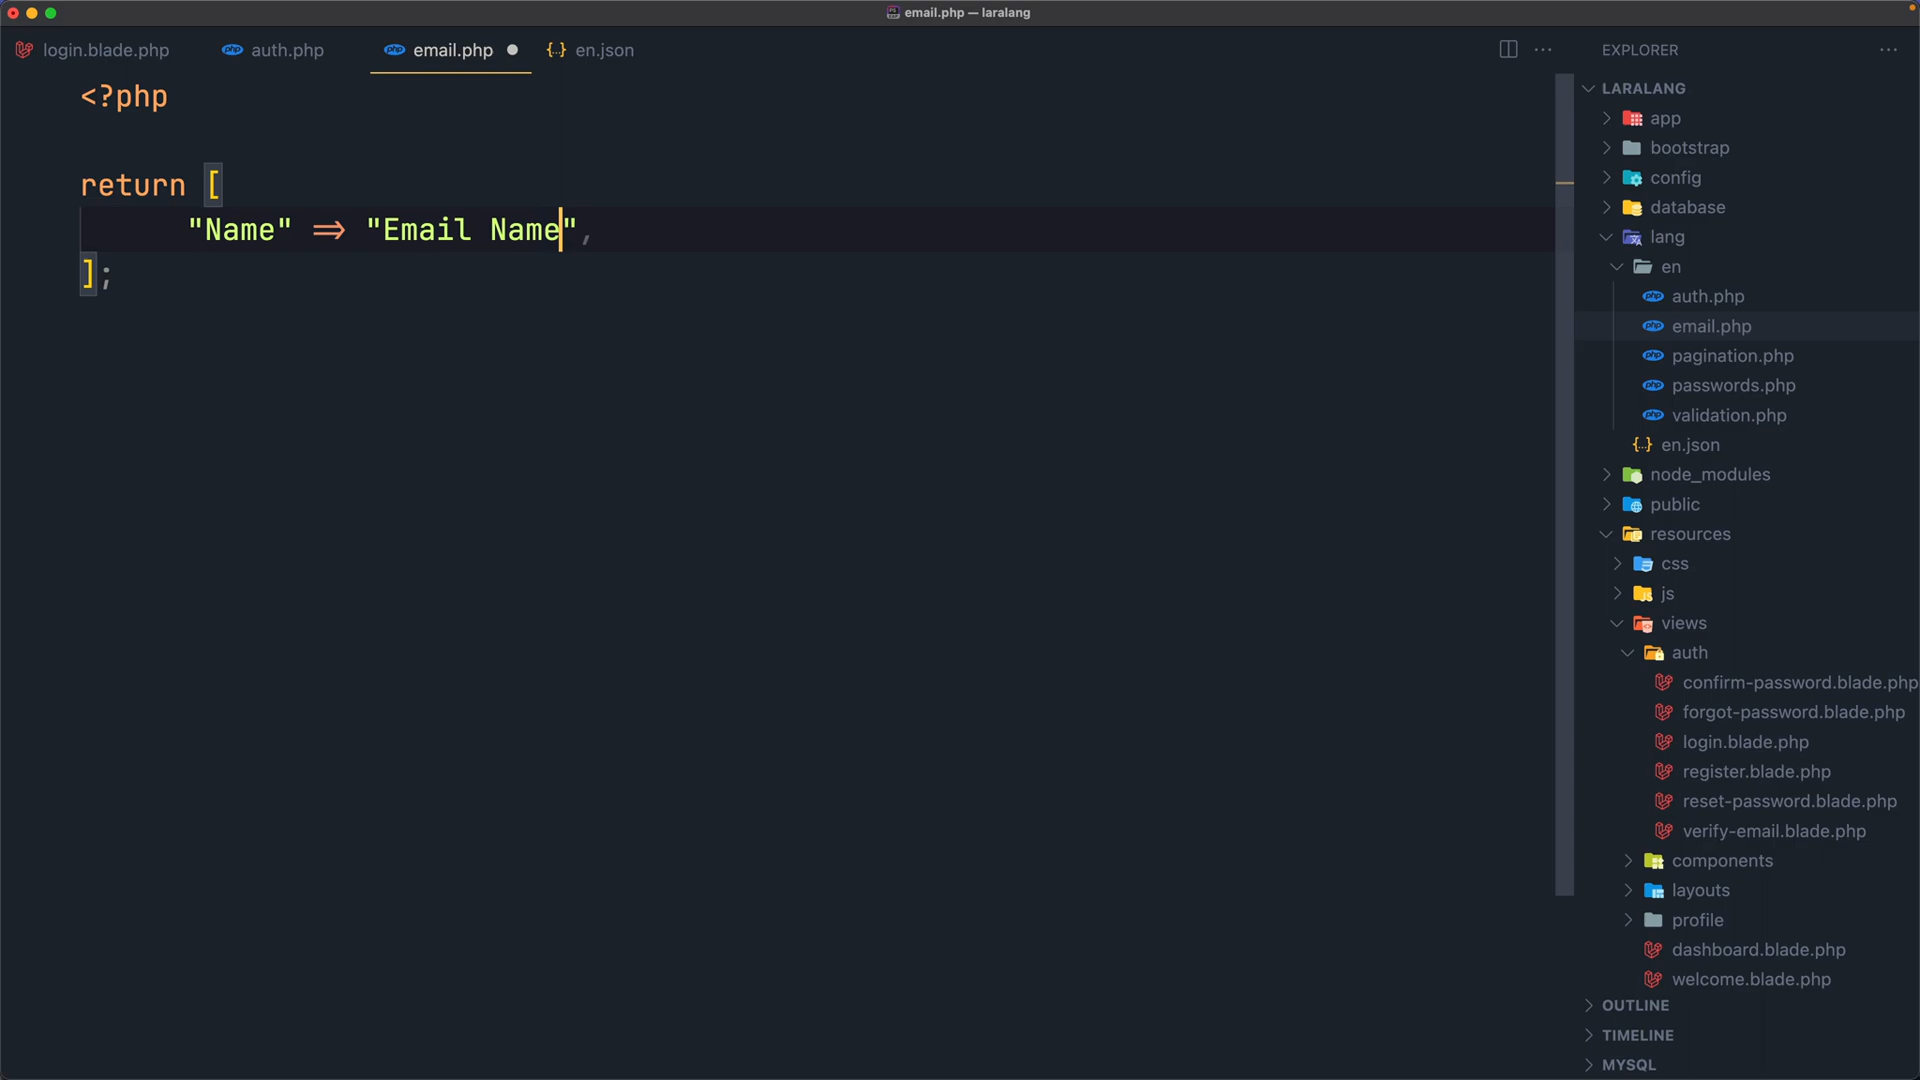 email.php — laralang
login.blade.php
auth.php
email.php
en.json
<?php
return [
"Name" => "Email Name",
];
EXPLORER
LARALANG
app
bootstrap
config
database
lang
en
auth.php
email.php
pagination.php
passwords.php
validation.php
en.json
node_modules
public
resources
css
js
views
auth
confirm-password.blade.php
forgot-password.blade.php
login.blade.php
register.blade.php
reset-password.blade.php
verify-email.blade.php
components
layouts
profile
dashboard.blade.php
welcome.blade.php
OUTLINE
TIMELINE
MYSQL